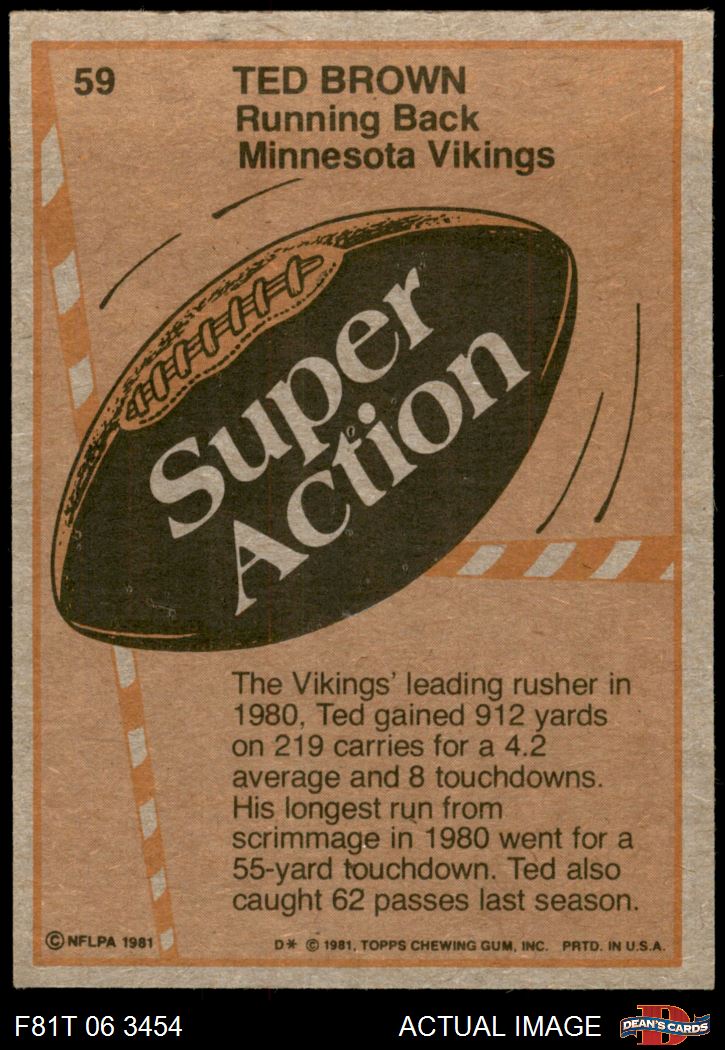 59
TED BROWN
Running Back
Minnesota Vikings
Super
Action
The Vikings' leading rusher in
1980, Ted gained 912 yards
on 219 carries for a 4.2
average and 8 touchdowns.
His longest run from
scrimmage in 1980 went for a
55-yard touchdown. Ted also
caught 62 passes last season.
© NFLPA 1981
D* © 1981, TOPPS CHEWING GUM, INC. PRTD. IN U.S.A.
F81T 06 3454
ACTUAL IMAGE
D
DEAN'S CARDS